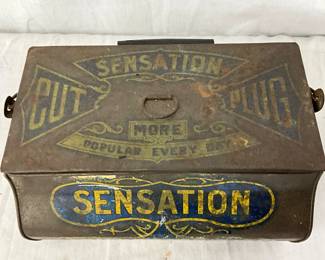 SENSATION
CUT PLUG
MORE
POPULAR EVERY DAY
SENSATION